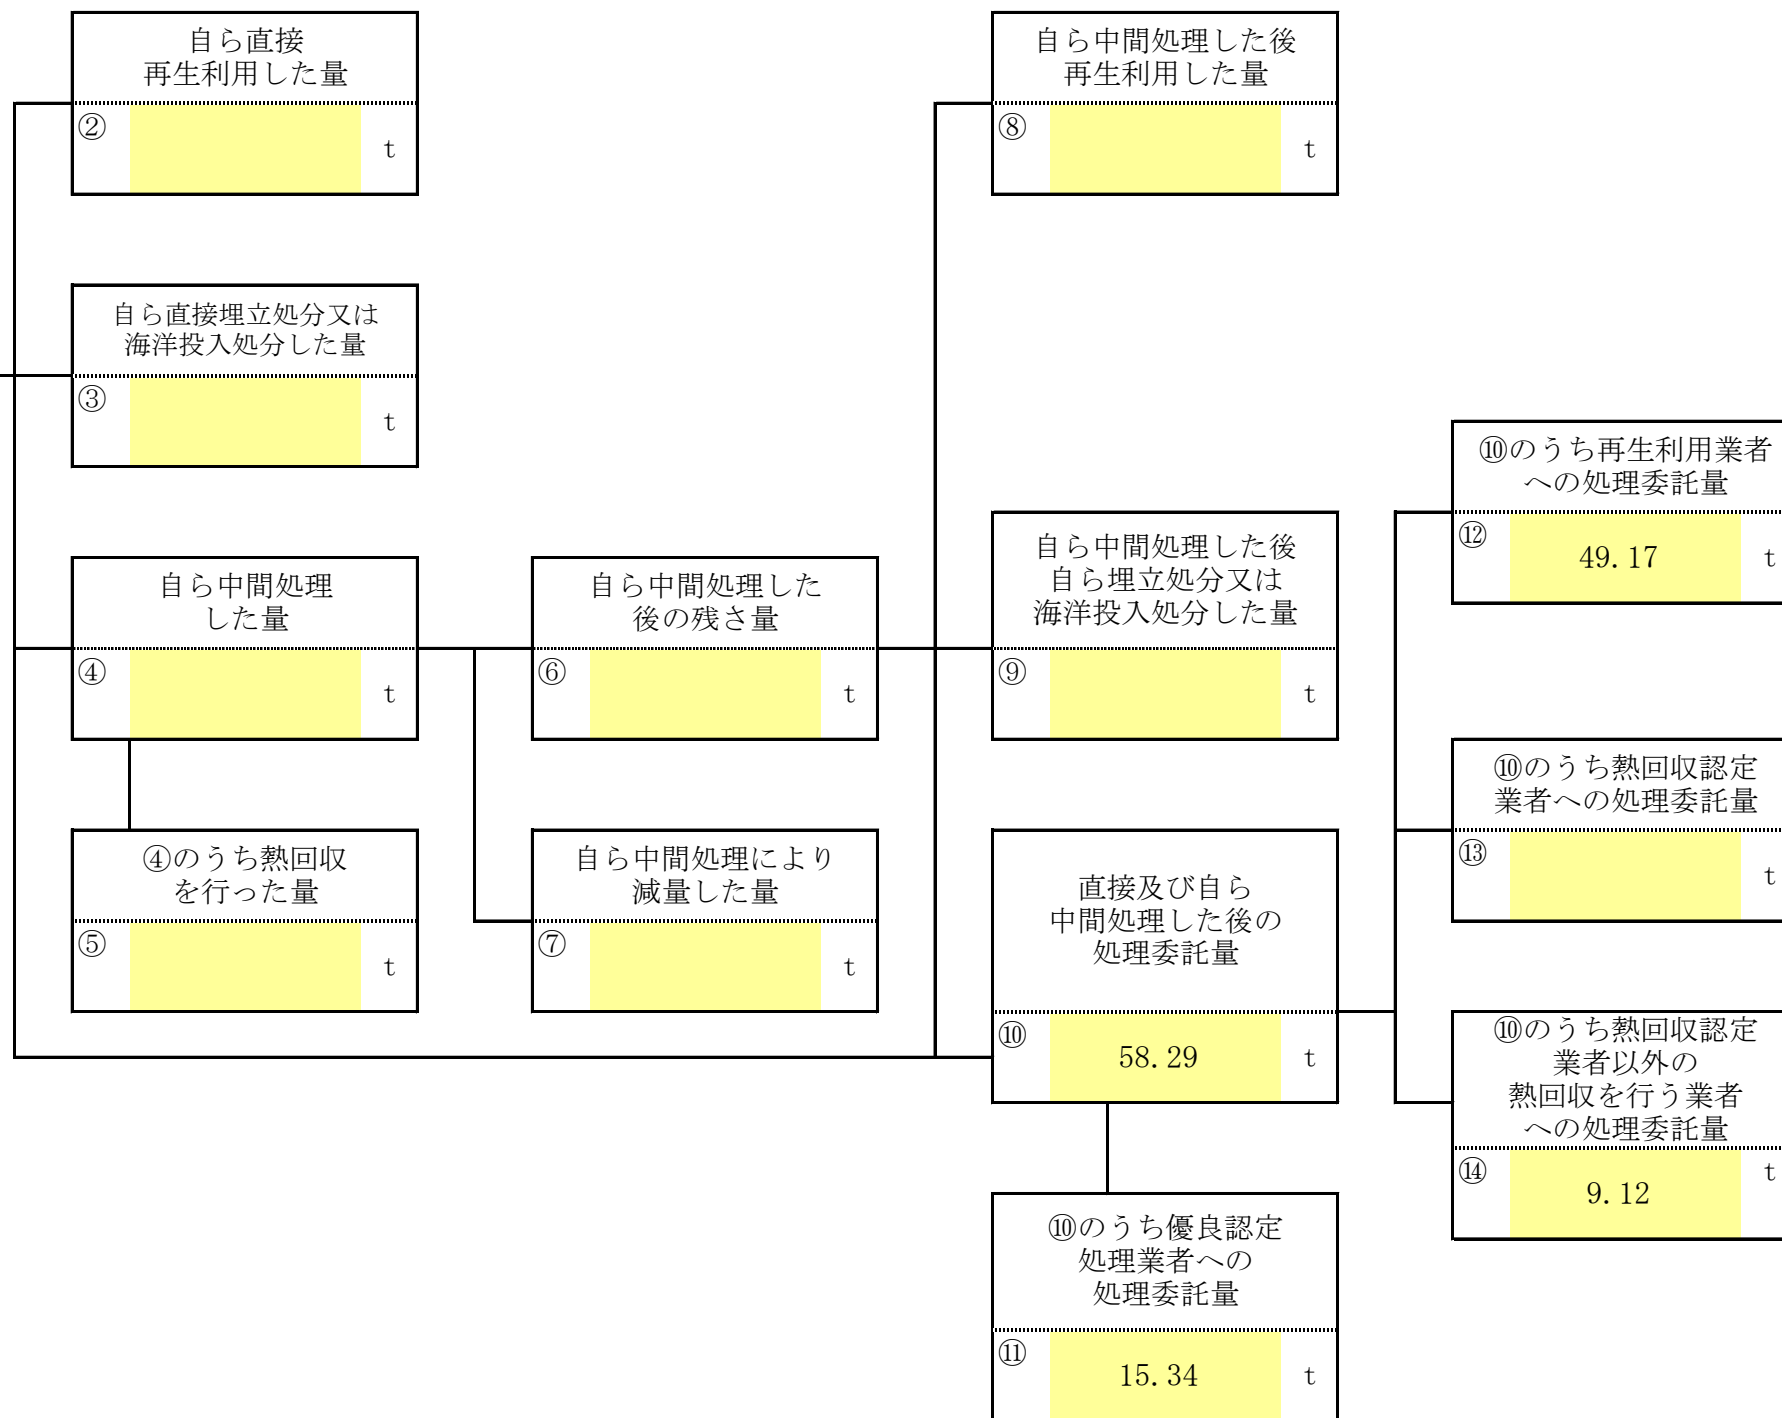 自ら直接
再生利用した量
②
t
自ら直接埋立処分又は
海洋投入処分した量
③
t
自ら中間処理
した量
④
t
④のうち熱回収
を行った量
⑤
t
自ら中間処理した
後の残さ量
⑥
t
自ら中間処理により
減量した量
⑦
t
自ら中間処理した後
再生利用した量
⑧
t
自ら中間処理した後
自ら埋立処分又は
海洋投入処分した量
⑨
t
直接及び自ら
中間処理した後の
処理委託量
⑩ 58.29 t
⑩のうち優良認定
処理業者への
処理委託量
⑪ 15.34 t
⑩のうち再生利用業者
への処理委託量
⑫ 49.17 t
⑩のうち熱回収認定
業者への処理委託量
⑬
t
⑩のうち熱回収認定
業者以外の
熱回収を行う業者
への処理委託量
⑭ 9.12 t